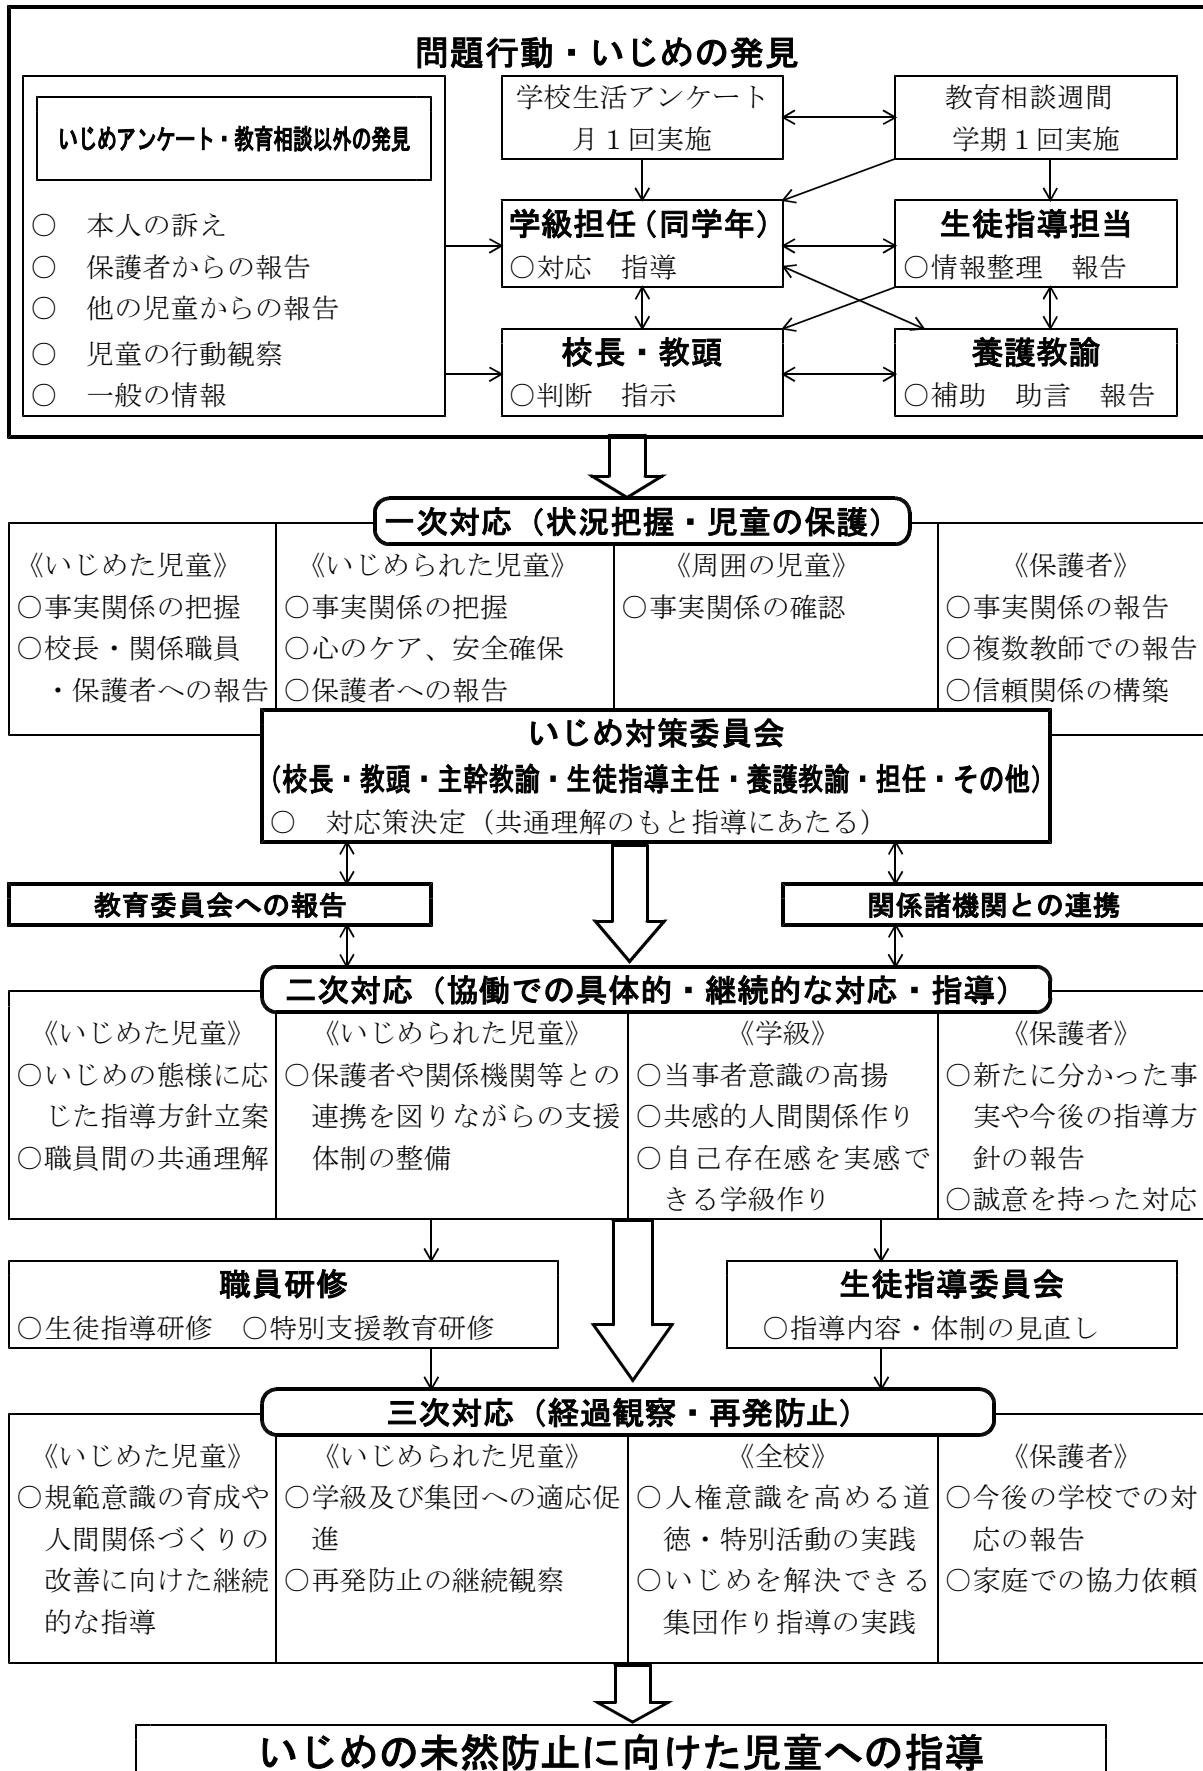 問題行動・いじめの発見
いじめアンケート・教育相談以外の発見
○　本人の訴え
○　保護者からの報告
○　他の児童からの報告
○　児童の行動観察
○　一般の情報
学校生活アンケート
月１回実施
教育相談週間
学期１回実施
学級担任（同学年）
○対応　指導
生徒指導担当
○情報整理　報告
校長・教頭
○判断　指示
養護教諭
○補助　助言　報告
一次対応（状況把握・児童の保護）
《いじめた児童》
○事実関係の把握
○校長・関係職員
・保護者への報告
《いじめられた児童》
○事実関係の把握
○心のケア、安全確保
○保護者への報告
《周囲の児童》
○事実関係の確認
《保護者》
○事実関係の報告
○複数教師での報告
○信頼関係の構築
いじめ対策委員会
（校長・教頭・主幹教諭・生徒指導主任・養護教諭・担任・その他）
○　対応策決定（共通理解のもと指導にあたる）
教育委員会への報告
関係諸機関との連携
二次対応（協働での具体的・継続的な対応・指導）
《いじめた児童》
○いじめの態様に応
じた指導方針立案
○職員間の共通理解
《いじめられた児童》
○保護者や関係機関等との
連携を図りながらの支援
体制の整備
《学級》
○当事者意識の高揚
○共感的人間関係作り
○自己存在感を実感で
きる学級作り
《保護者》
○新たに分かった事
実や今後の指導方
針の報告
○誠意を持った対応
職員研修
○生徒指導研修　○特別支援教育研修
生徒指導委員会
○指導内容・体制の見直し
三次対応（経過観察・再発防止）
《いじめた児童》
○規範意識の育成や
人間関係づくりの
改善に向けた継続
的な指導
《いじめられた児童》
○学級及び集団への適応促
進
○再発防止の継続観察
《全校》
○人権意識を高める道
徳・特別活動の実践
○いじめを解決できる
集団作り指導の実践
《保護者》
○今後の学校での対
応の報告
○家庭での協力依頼
いじめの未然防止に向けた児童への指導